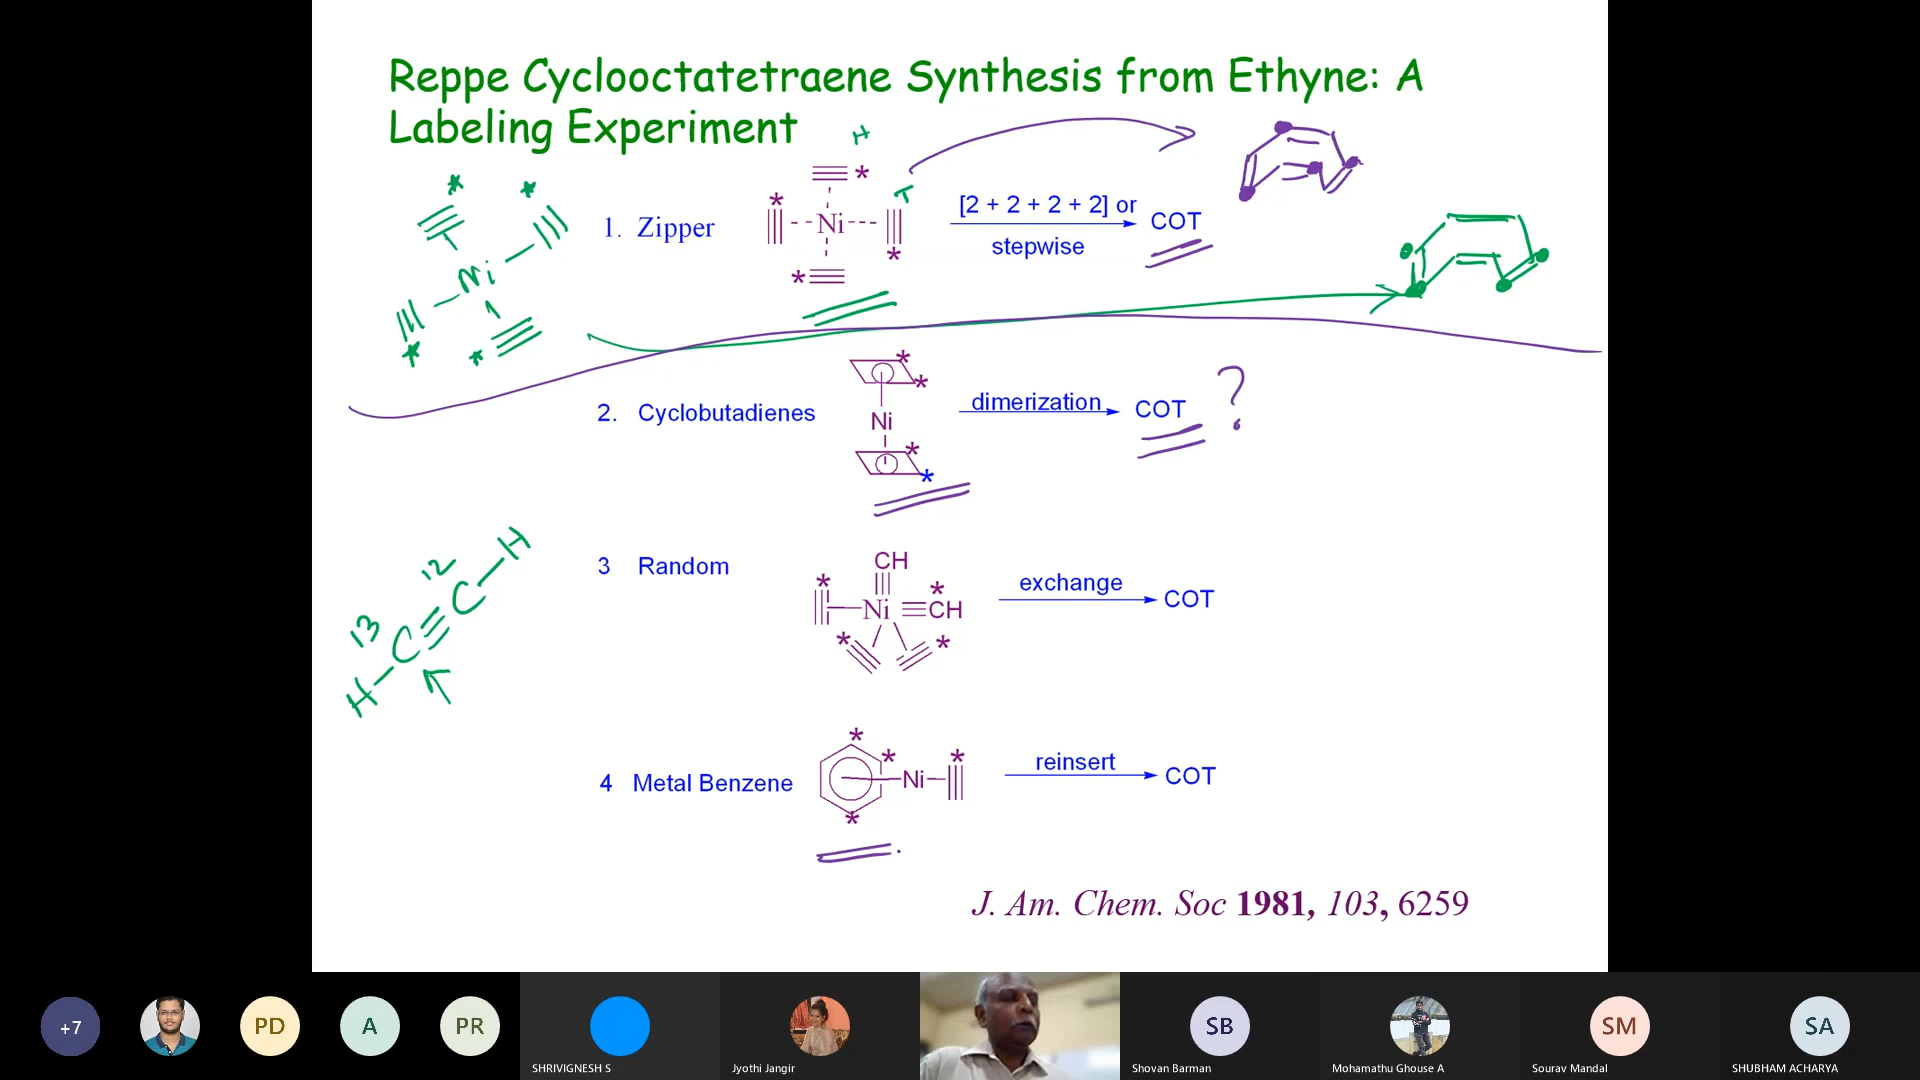 Reppe Cyclooctatetraene Synthesis from Ethyne: A
Labeling Experiment
H
T
* * * *
Ni
1. Zipper
* * * *
Ni
[2 + 2 + 2 + 2] or
stepwise
COT
2. Cyclobutadienes
* *
Ni
* *
dimerization
COT ?
13 12
H C ≡ C H
3 Random
CH
* Ni ≡CH *
* *
exchange
COT
4 Metal Benzene
* * * Ni *
reinsert
COT
J. Am. Chem. Soc 1981, 103, 6259
+7
PD
A
PR
SHRIVIGNESH S
Jyothi Jangir
SB
Shovan Barman
Mohamathu Ghouse A
SM
Sourav Mandal
SA
SHUBHAM ACHARYA